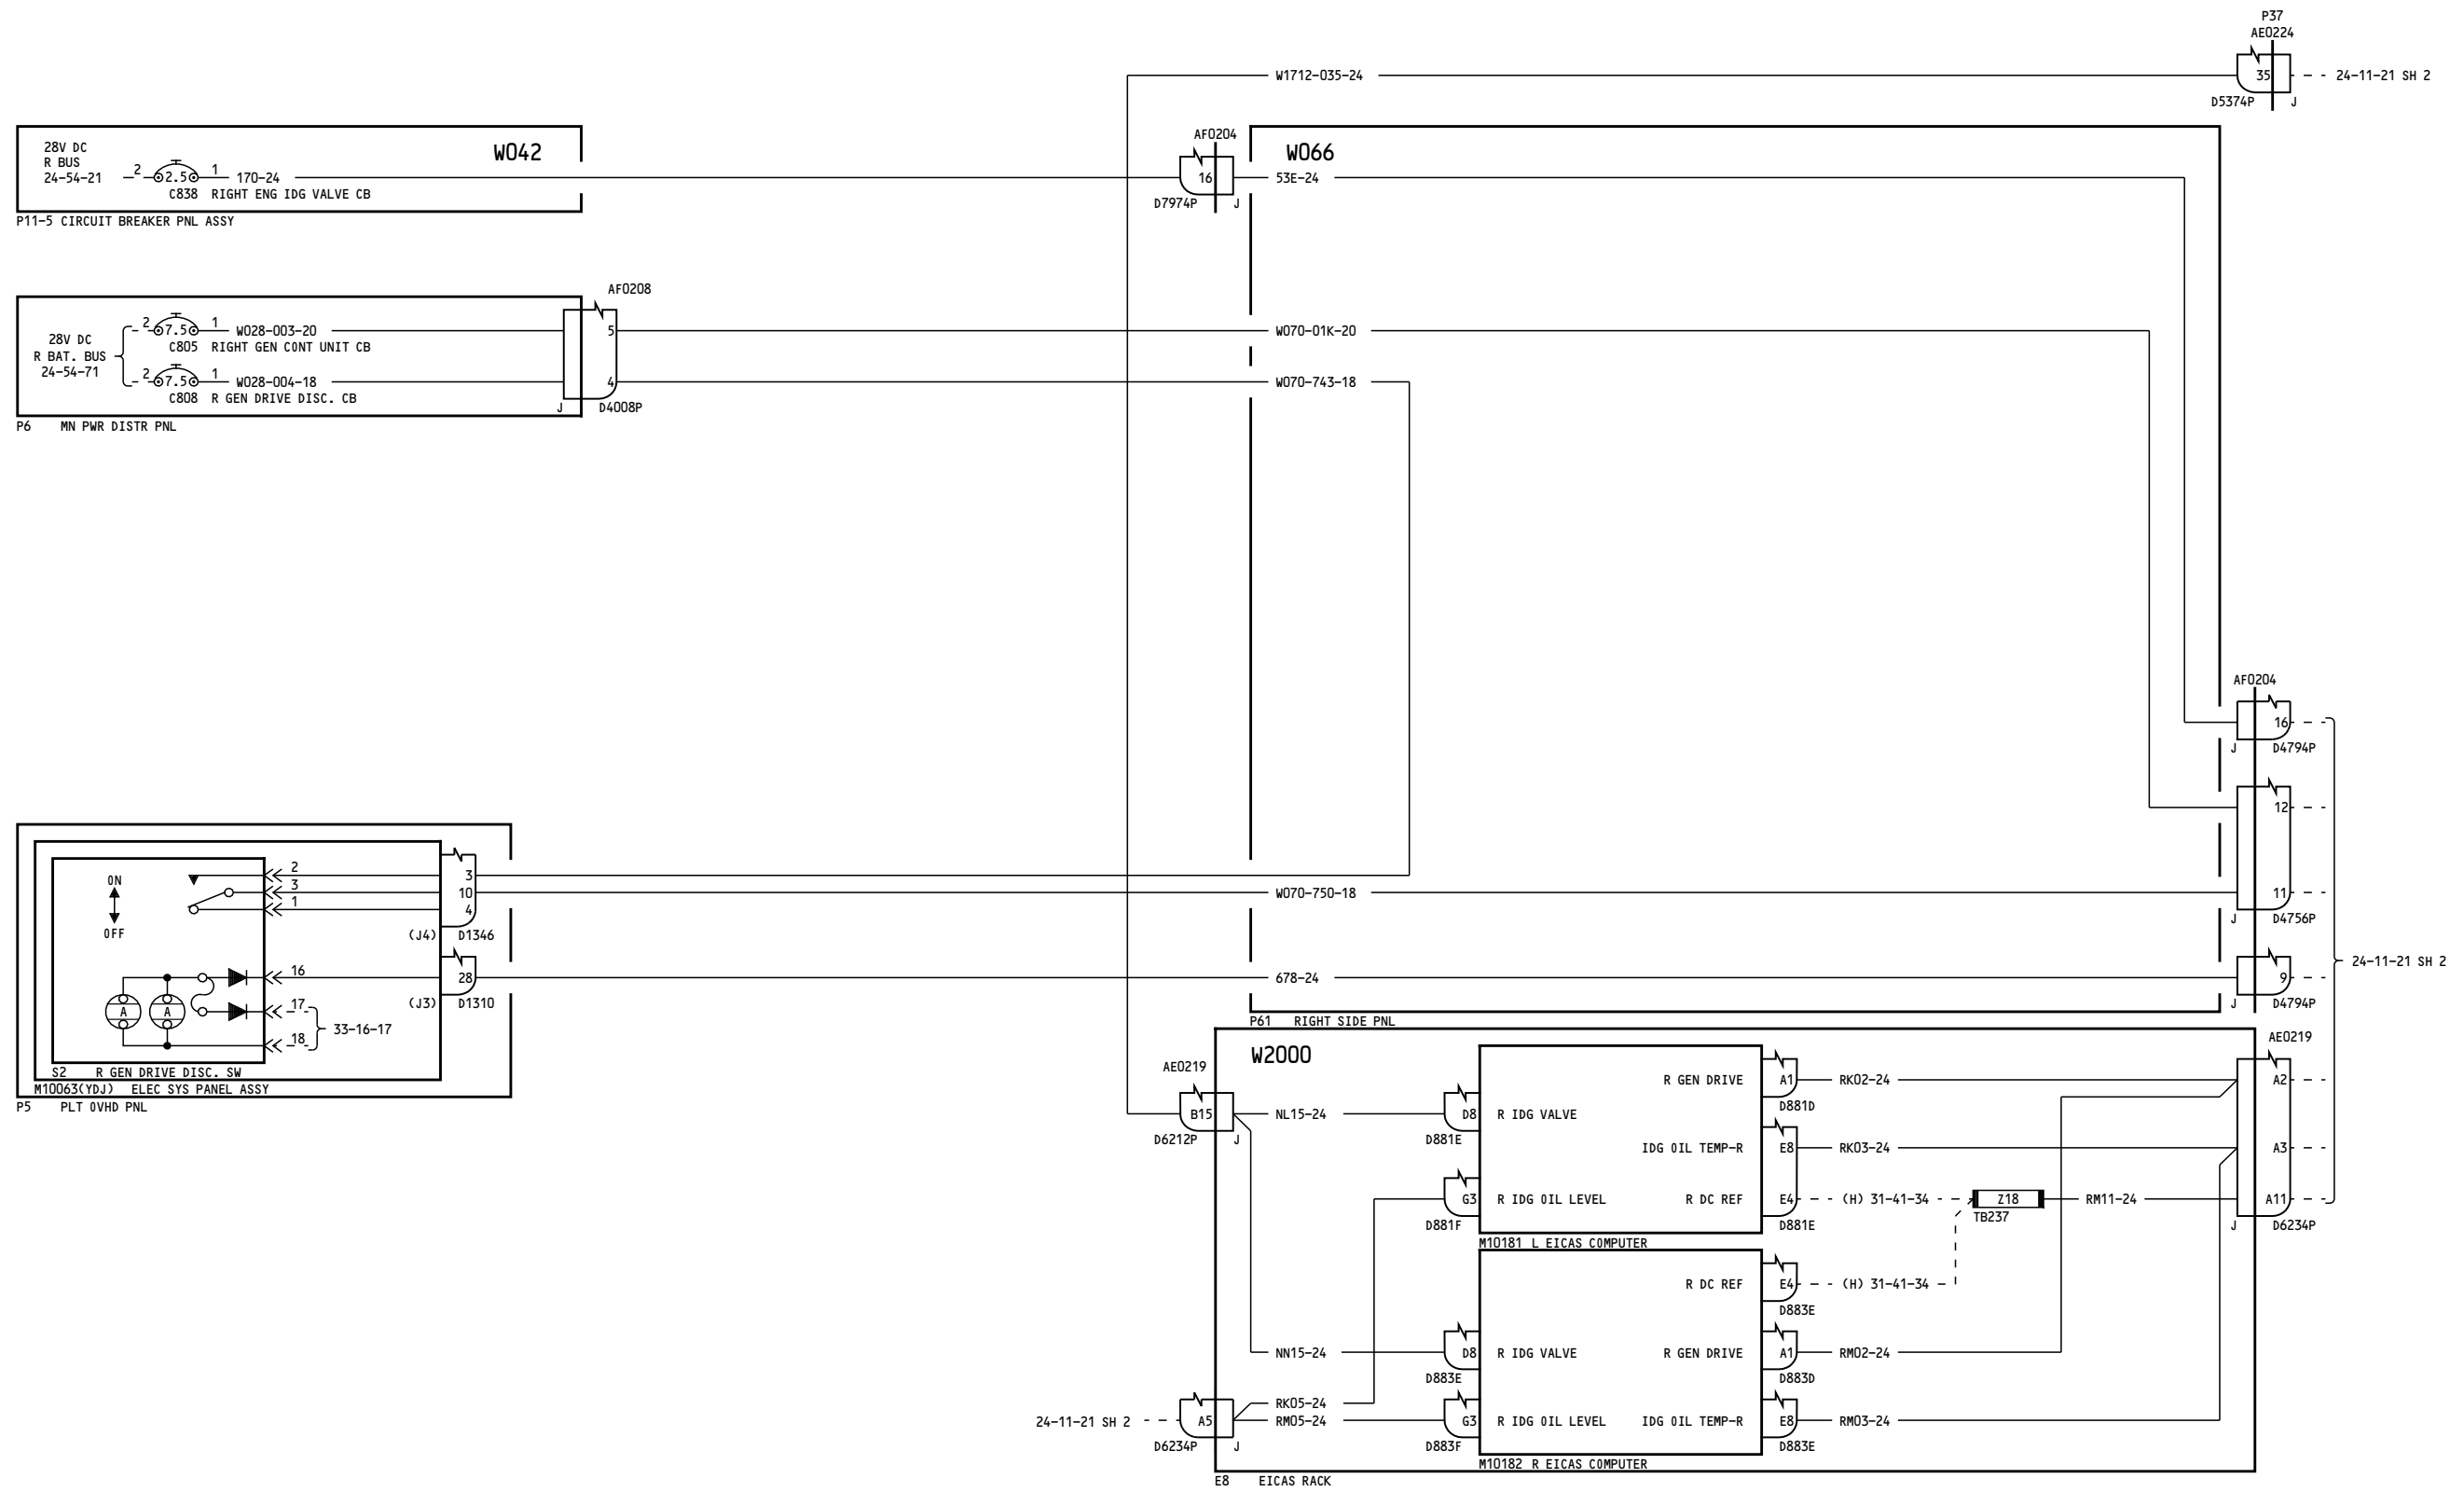 P37
AE0224
W1712-035-24
35
24-11-21 SH 2
D5374P
J
28V DC
R BUS
24-54-21
2
2.5
1
170-24
C838 RIGHT ENG IDG VALVE CB
W042
P11-5 CIRCUIT BREAKER PNL ASSY
AF0204
16
D7974P
J
W066
53E-24
AF0208
28V DC
R BAT. BUS
24-54-71
2
7.5
1
W028-003-20
C805 RIGHT GEN CONT UNIT CB
2
7.5
1
W028-004-18
C808 R GEN DRIVE DISC. CB
5
4
J
D4008P
W070-01K-20
W070-743-18
P6 MN PWR DISTR PNL
AF0204
16
J
D4794P
12
11
J
D4756P
9
J
D4794P
24-11-21 SH 2
ON
OFF
2
3
1
3
10
4
(J4)
D1346
W070-750-18
16
17
18
A
A
33-16-17
28
(J3)
D1310
678-24
S2 R GEN DRIVE DISC. SW
M10063(YDJ) ELEC SYS PANEL ASSY
P5 PLT OVHD PNL
P61 RIGHT SIDE PNL
W2000
AE0219
B15
D6212P
J
NL15-24
D8
D881E
R IDG VALVE
G3
D881F
R IDG OIL LEVEL
R GEN DRIVE
A1
D881D
RK02-24
IDG OIL TEMP-R
E8
RK03-24
R DC REF
E4
D881E
(H) 31-41-34
Z18
TB237
RM11-24
AE0219
A2
A3
A11
J
D6234P
M10181 L EICAS COMPUTER
R DC REF
E4
D883E
(H) 31-41-34
NN15-24
D8
D883E
R IDG VALVE
R GEN DRIVE
A1
D883D
RM02-24
24-11-21 SH 2
A5
D6234P
J
RK05-24
RM05-24
G3
D883F
R IDG OIL LEVEL
IDG OIL TEMP-R
E8
D883E
RM03-24
M10182 R EICAS COMPUTER
E8 EICAS RACK